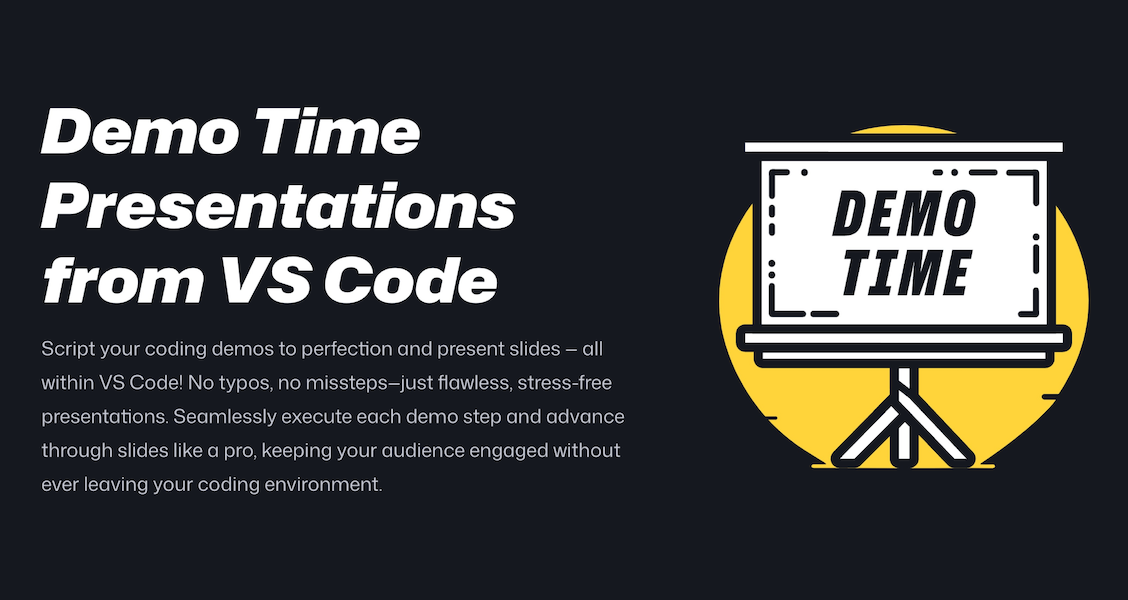 Demo Time
Presentations
from VS Code
Script your coding demos to perfection and present slides — all
within VS Code! No typos, no missteps—just flawless, stress-free
presentations. Seamlessly execute each demo step and advance
through slides like a pro, keeping your audience engaged without
ever leaving your coding environment.
DEMO
TIME